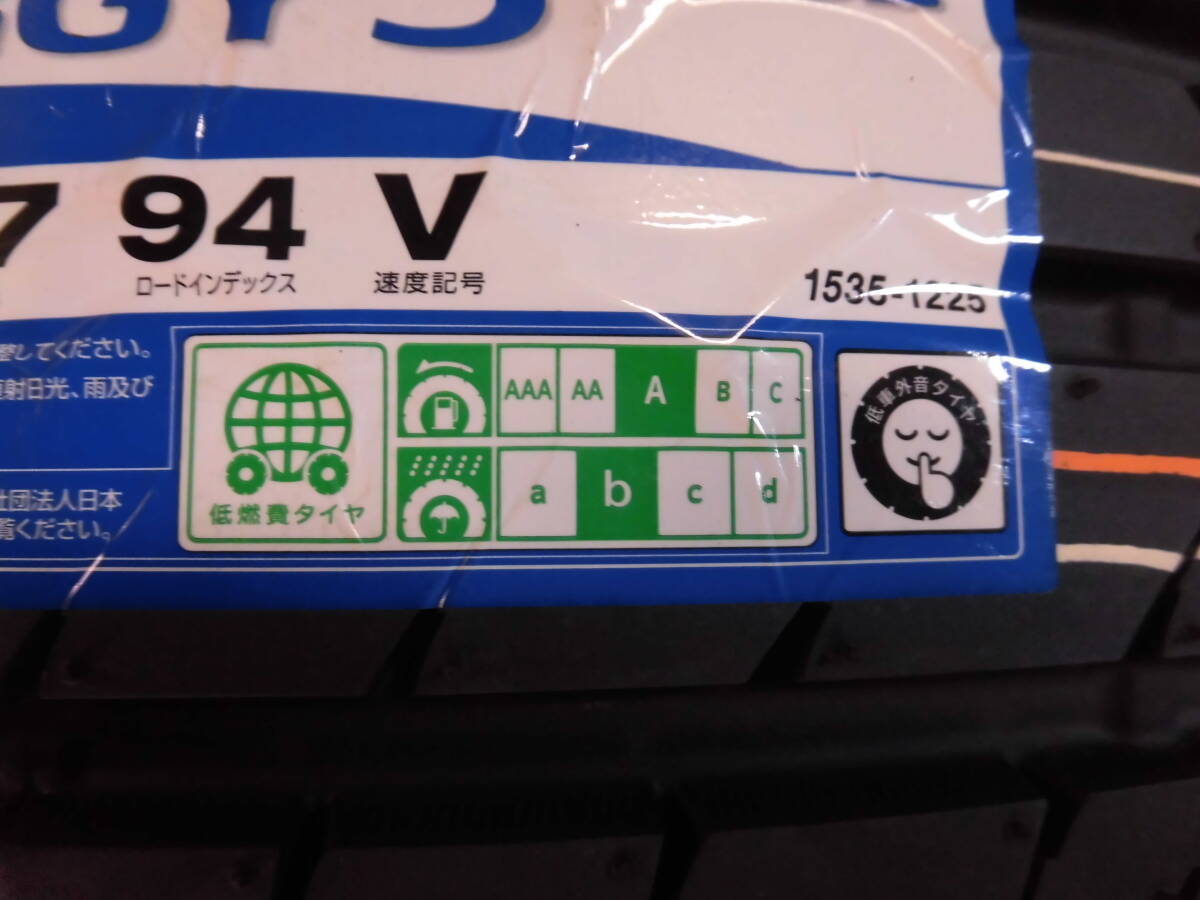 7 94 V
ロードインデックス 速度記号
1535-1225
してください。
射日光、雨及び
社団法人日本
覧ください。
低燃費タイヤ
AAA AA A B C
a b c d
低車外音タイヤ